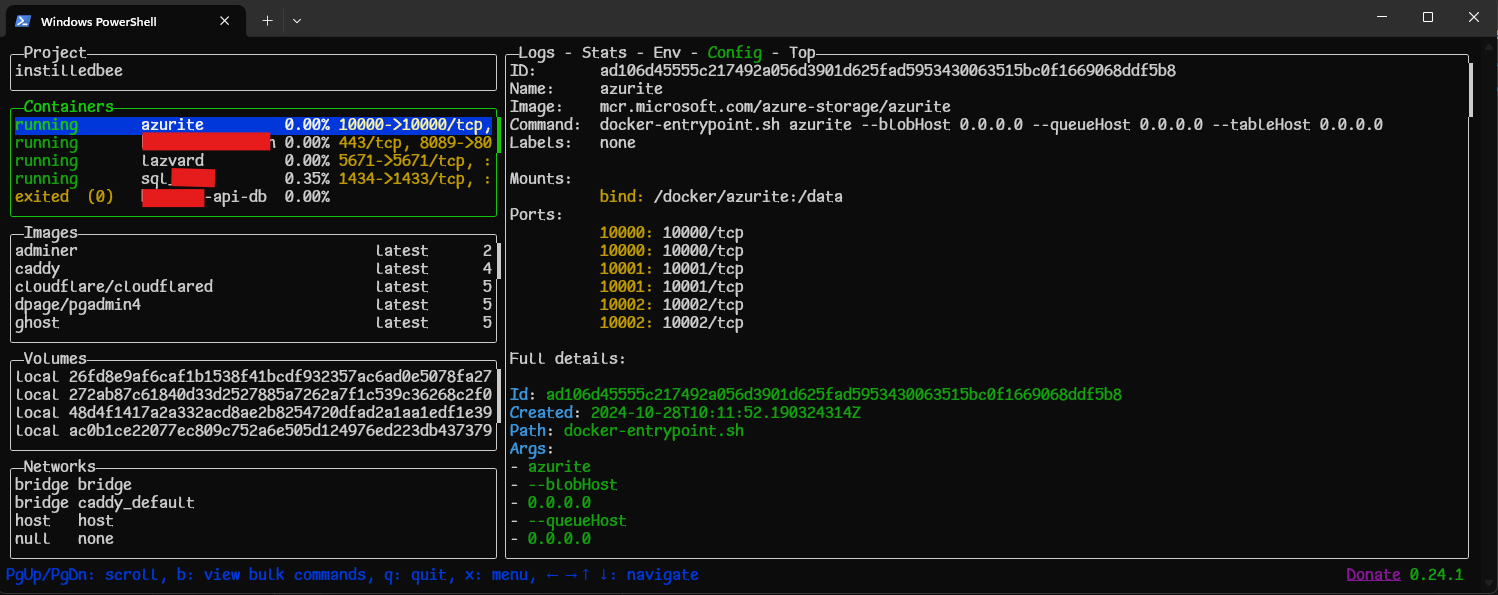 Windows PowerShell
Project
instilledbee
Containers
running azurite 0.00% 10000->10000/tcp,
running n 0.00% 443/tcp, 8089->80
running lazyard 0.00% 5671->5671/tcp, :
running sql_ 0.35% 1434->1433/tcp, :
exited (0) -api-db 0.00%
Images
adminer latest 2
caddy latest 4
cloudflare/cloudflared latest 5
dpage/pgadmin4 latest 5
ghost latest 5
Volumes
local 26fd8e9af6caf1b1538f41bcdf932357ac6ad0e5078fa27
local 272ab87c61840d33d2527885a7262a7f1c539c36268c2f0
local 48d4f1417a2a332acd8ae2b8254720dfad2a1aa1edf1e39
local ac0b1ce22077ec809c752a6e505d124976ed223db437379
Networks
bridge bridge
bridge caddy_default
host host
null none
Logs - Stats - Env - Config - Top
ID: ad106d45555c217492a056d3901d625fad5953430063515bc0f1669068ddf5b8
Name: azurite
Image: mcr.microsoft.com/azure-storage/azurite
Command: docker-entrypoint.sh azurite --blobHost 0.0.0.0 --queueHost 0.0.0.0 --tableHost 0.0.0.0
Labels: none
Mounts:
bind: /docker/azurite:/data
Ports:
10000: 10000/tcp
10000: 10000/tcp
10001: 10001/tcp
10001: 10001/tcp
10002: 10002/tcp
10002: 10002/tcp
Full details:
Id: ad106d45555c217492a056d3901d625fad5953430063515bc0f1669068ddf5b8
Created: 2024-10-28T10:11:52.190324314Z
Path: docker-entrypoint.sh
Args:
- azurite
- --blobHost
- 0.0.0.0
- --queueHost
- 0.0.0.0
PgUp/PgDn: scroll, b: view bulk commands, q: quit, x: menu, ← → ↑ ↓: navigate
Donate 0.24.1